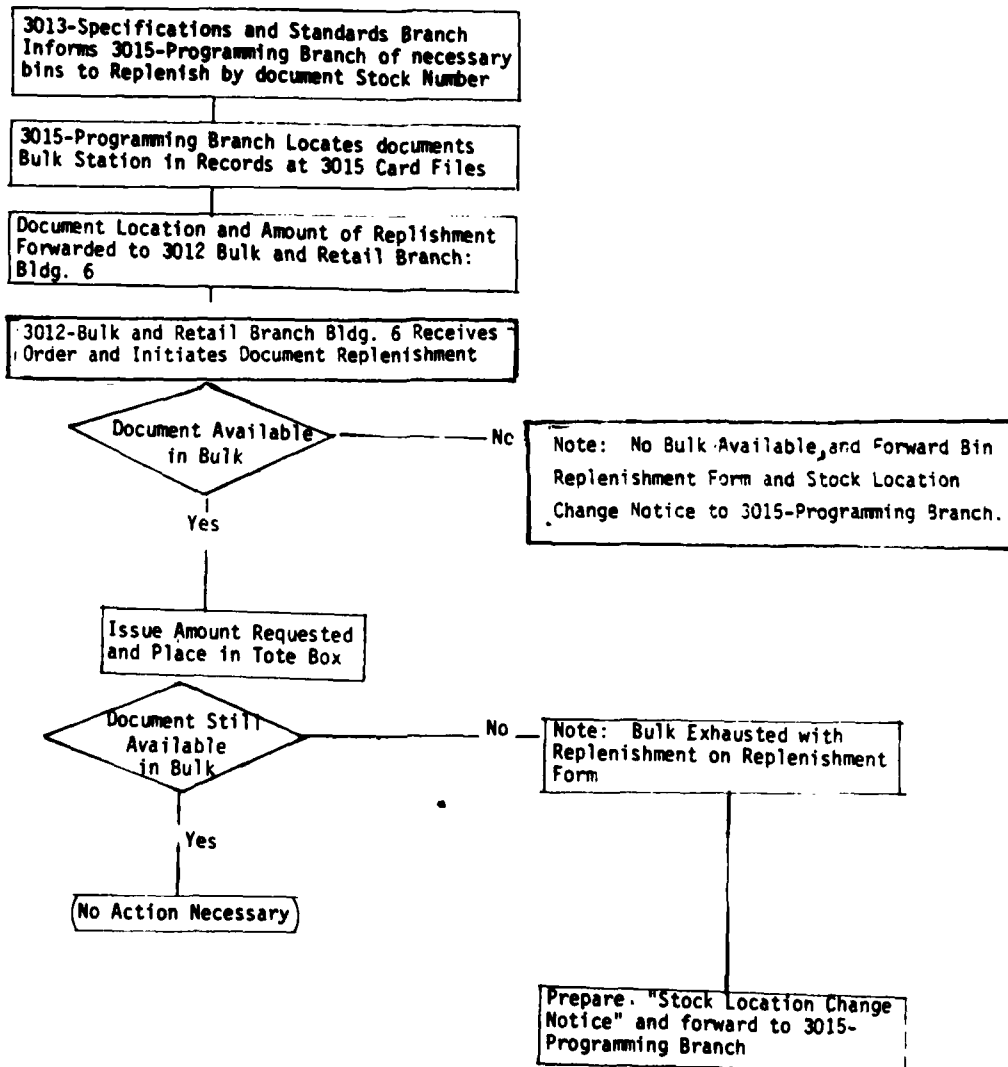 3013-Specifications and Standards Branch
Informs 3015-Programming Branch of necessary
bins to Replenish by document Stock Number
3015-Programming Branch Locates documents
Bulk Station in Records at 3015 Card Files
Document Location and Amount of Replishment
Forwarded to 3012 Bulk and Retail Branch:
Bldg. 6
3012-Bulk and Retail Branch Bldg. 6 Receives
Order and Initiates Document Replenishment
Document Available
in Bulk
No
Note: No Bulk Available, and Forward Bin
Replenishment Form and Stock Location
Change Notice to 3015-Programming Branch.
Yes
Issue Amount Requested
and Place in Tote Box
Document Still
Available
in Bulk
No
Note: Bulk Exhausted with
Replenishment on Replenishment
Form
Yes
(No Action Necessary)
Prepare. "Stock Location Change
Notice" and forward to 3015-
Programming Branch